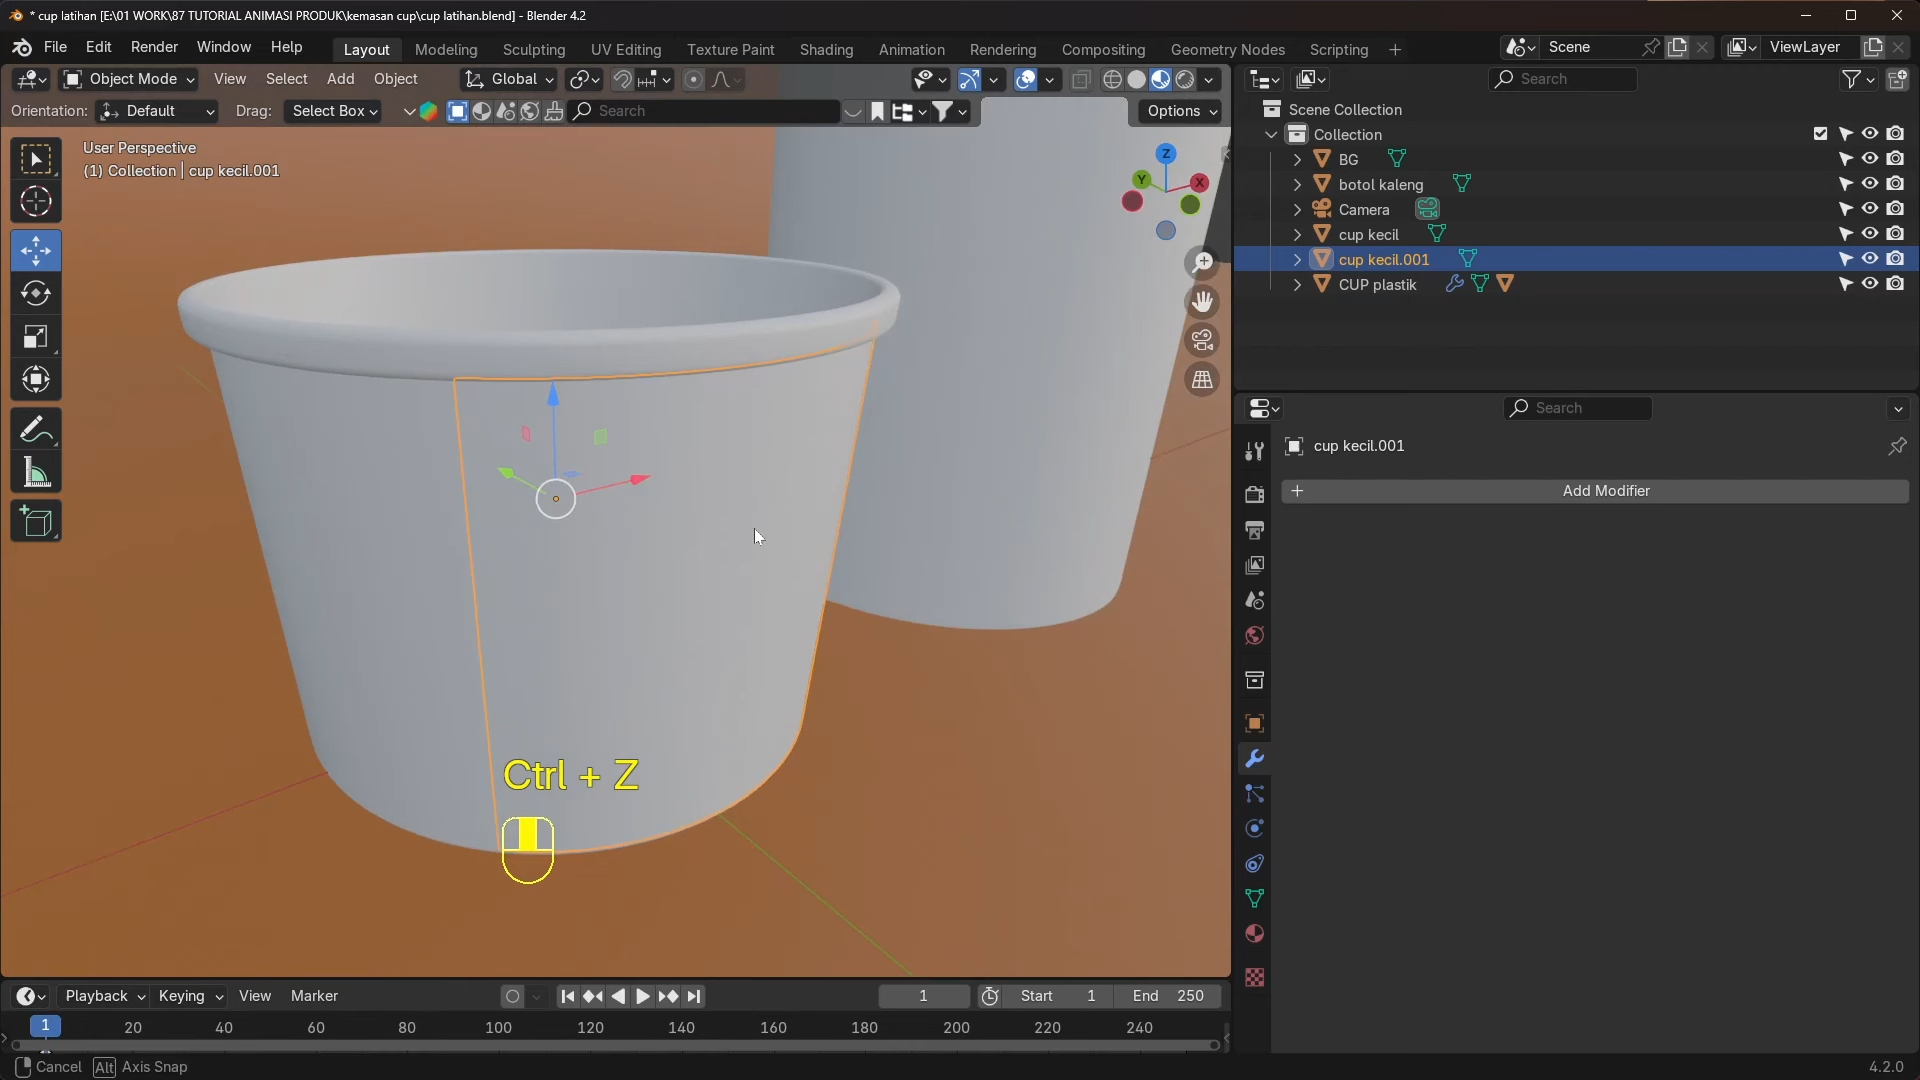 * cup latihan [E:\01 WORK\87 TUTORIAL ANIMASI PRODUK\kemasan cup\cup latihan.blend] - Blender 4.2
File Edit Render Window Help
Layout Modeling Sculpting UV Editing Texture Paint Shading Animation Rendering Compositing Geometry Nodes Scripting +
Scene
ViewLayer
Object Mode View Select Add Object Global
Search
Orientation: Default Drag: Select Box
Search
Options
User Perspective
(1) Collection | cup kecil.001
Z
Y
X
Scene Collection
Collection
BG
botol kaleng
Camera
cup kecil
cup kecil.001
CUP plastik
Search
cup kecil.001
+ Add Modifier
Ctrl + Z
Playback Keying View Marker
1
Start 1
End 250
1 20 40 60 80 100 120 140 160 180 200 220 240
Cancel Alt Axis Snap
4.2.0